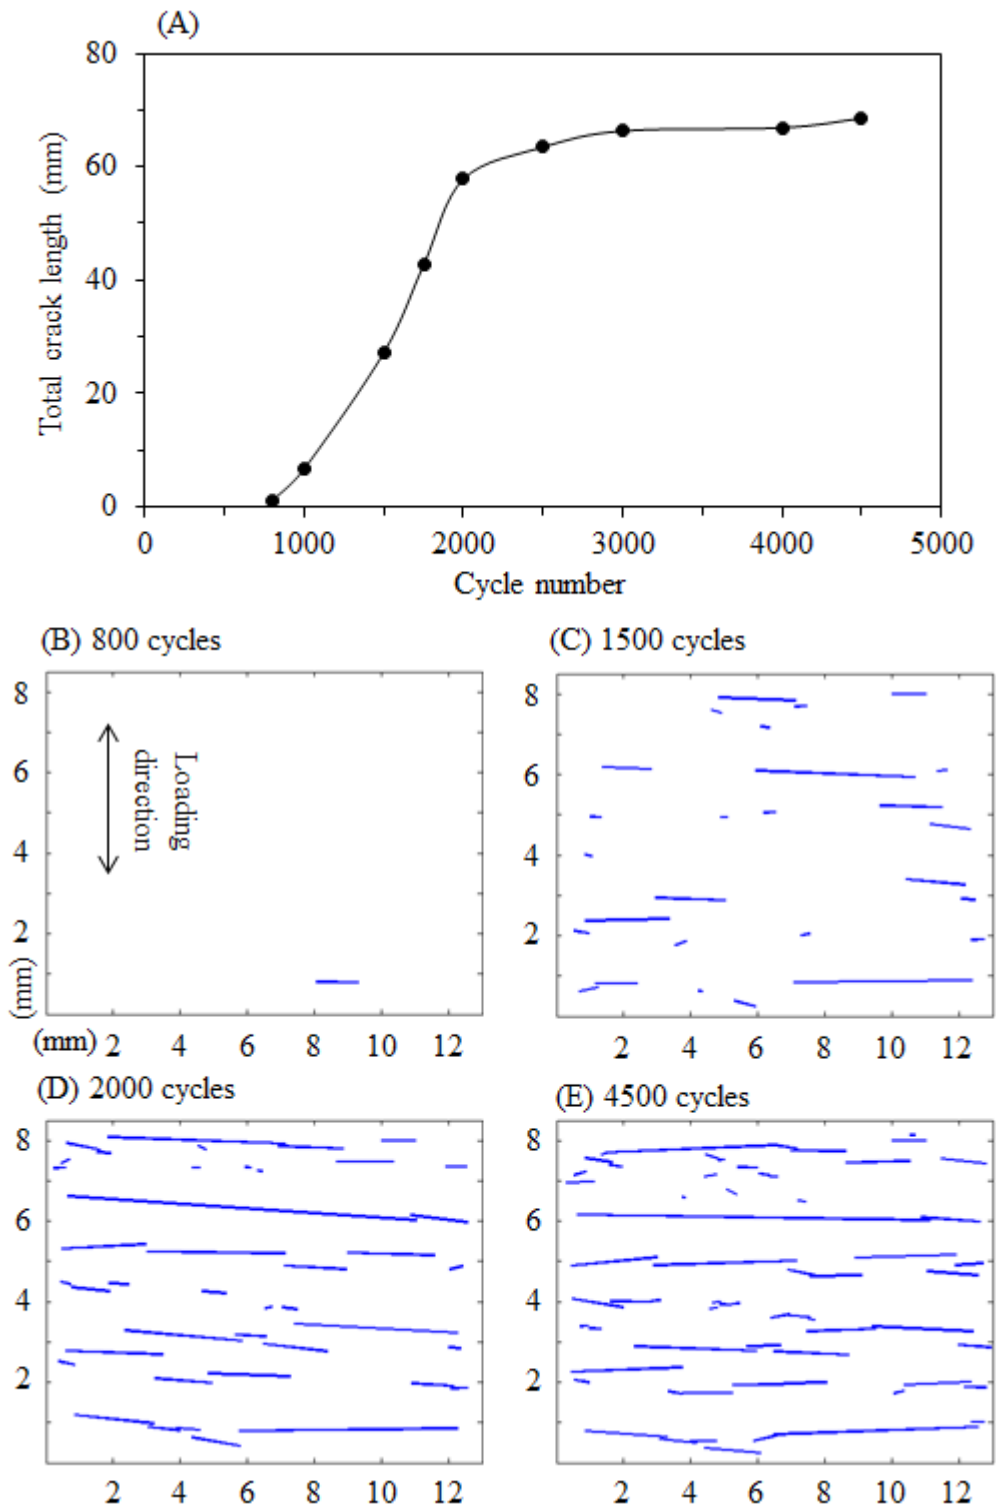 (A)
80
60
40
20
0
Total crack length (mm)
0 1000 2000 3000 4000 5000
Cycle number
(B) 800 cycles
8
6
4
2
(mm)
Loading
direction
(mm) 2 4 6 8 10 12
(C) 1500 cycles
8
6
4
2
2 4 6 8 10 12
(D) 2000 cycles
8
6
4
2
2 4 6 8 10 12
(E) 4500 cycles
8
6
4
2
2 4 6 8 10 12